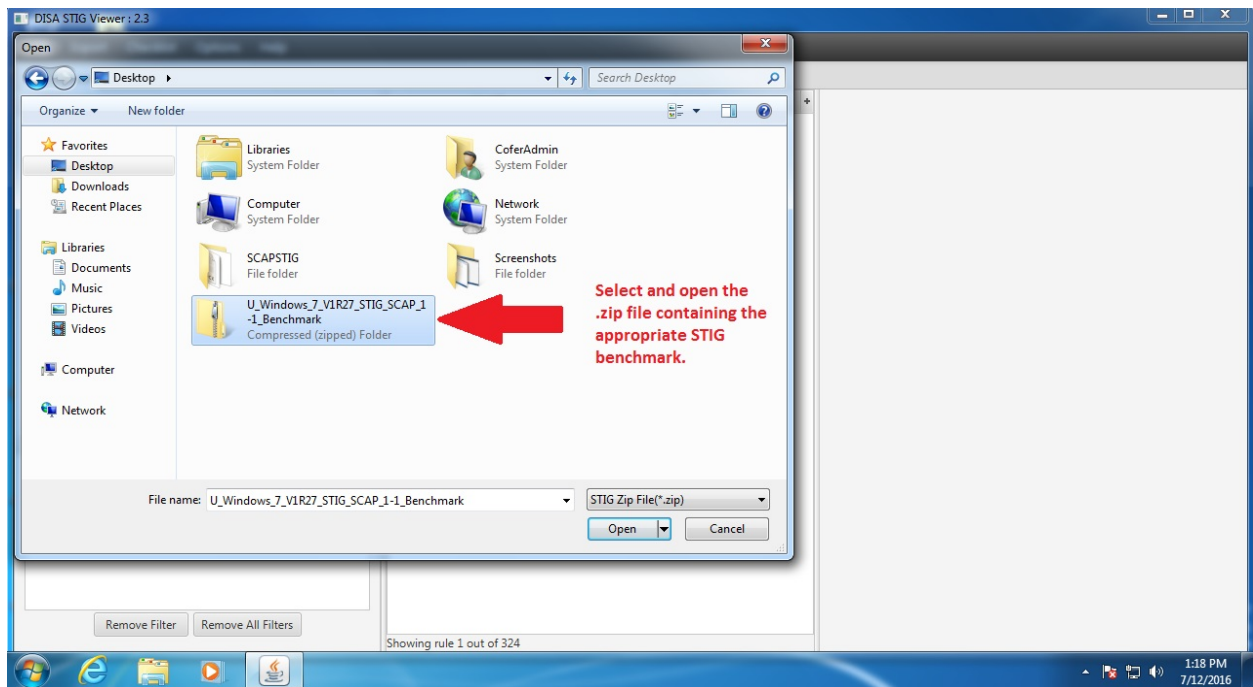 DISA STIG Viewer : 2.3
Open
Desktop
Search Desktop
Organize
New folder
Favorites
Desktop
Downloads
Recent Places
Libraries
Documents
Music
Pictures
Videos
Computer
Network
Libraries
System Folder
CoferAdmin
System Folder
Computer
System Folder
Network
System Folder
SCAPSTIG
File folder
Screenshots
File folder
U_Windows_7_V1R27_STIG_SCAP_1
-1_Benchmark
Compressed (zipped) Folder
Select and open the
.zip file containing the
appropriate STIG
benchmark.
File name: U_Windows_7_V1R27_STIG_SCAP_1-1_Benchmark
STIG Zip File(*.zip)
Open
Cancel
Remove Filter
Remove All Filters
Showing rule 1 out of 324
1:18 PM
7/12/2016